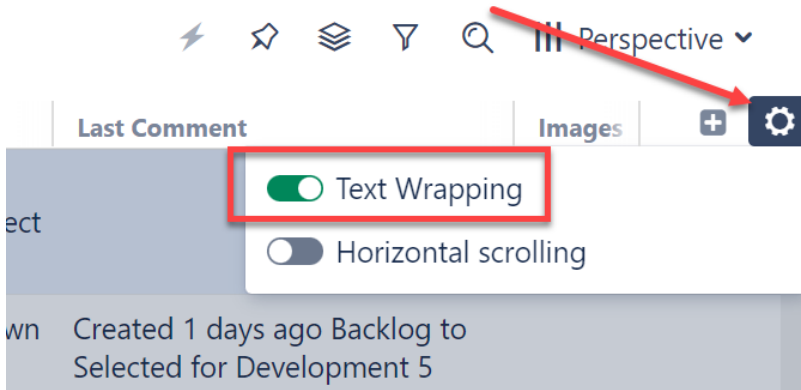 Perspective
Last Comment
Images
Text Wrapping
ect
Horizontal scrolling
wn
Created 1 days ago Backlog to
Selected for Development 5